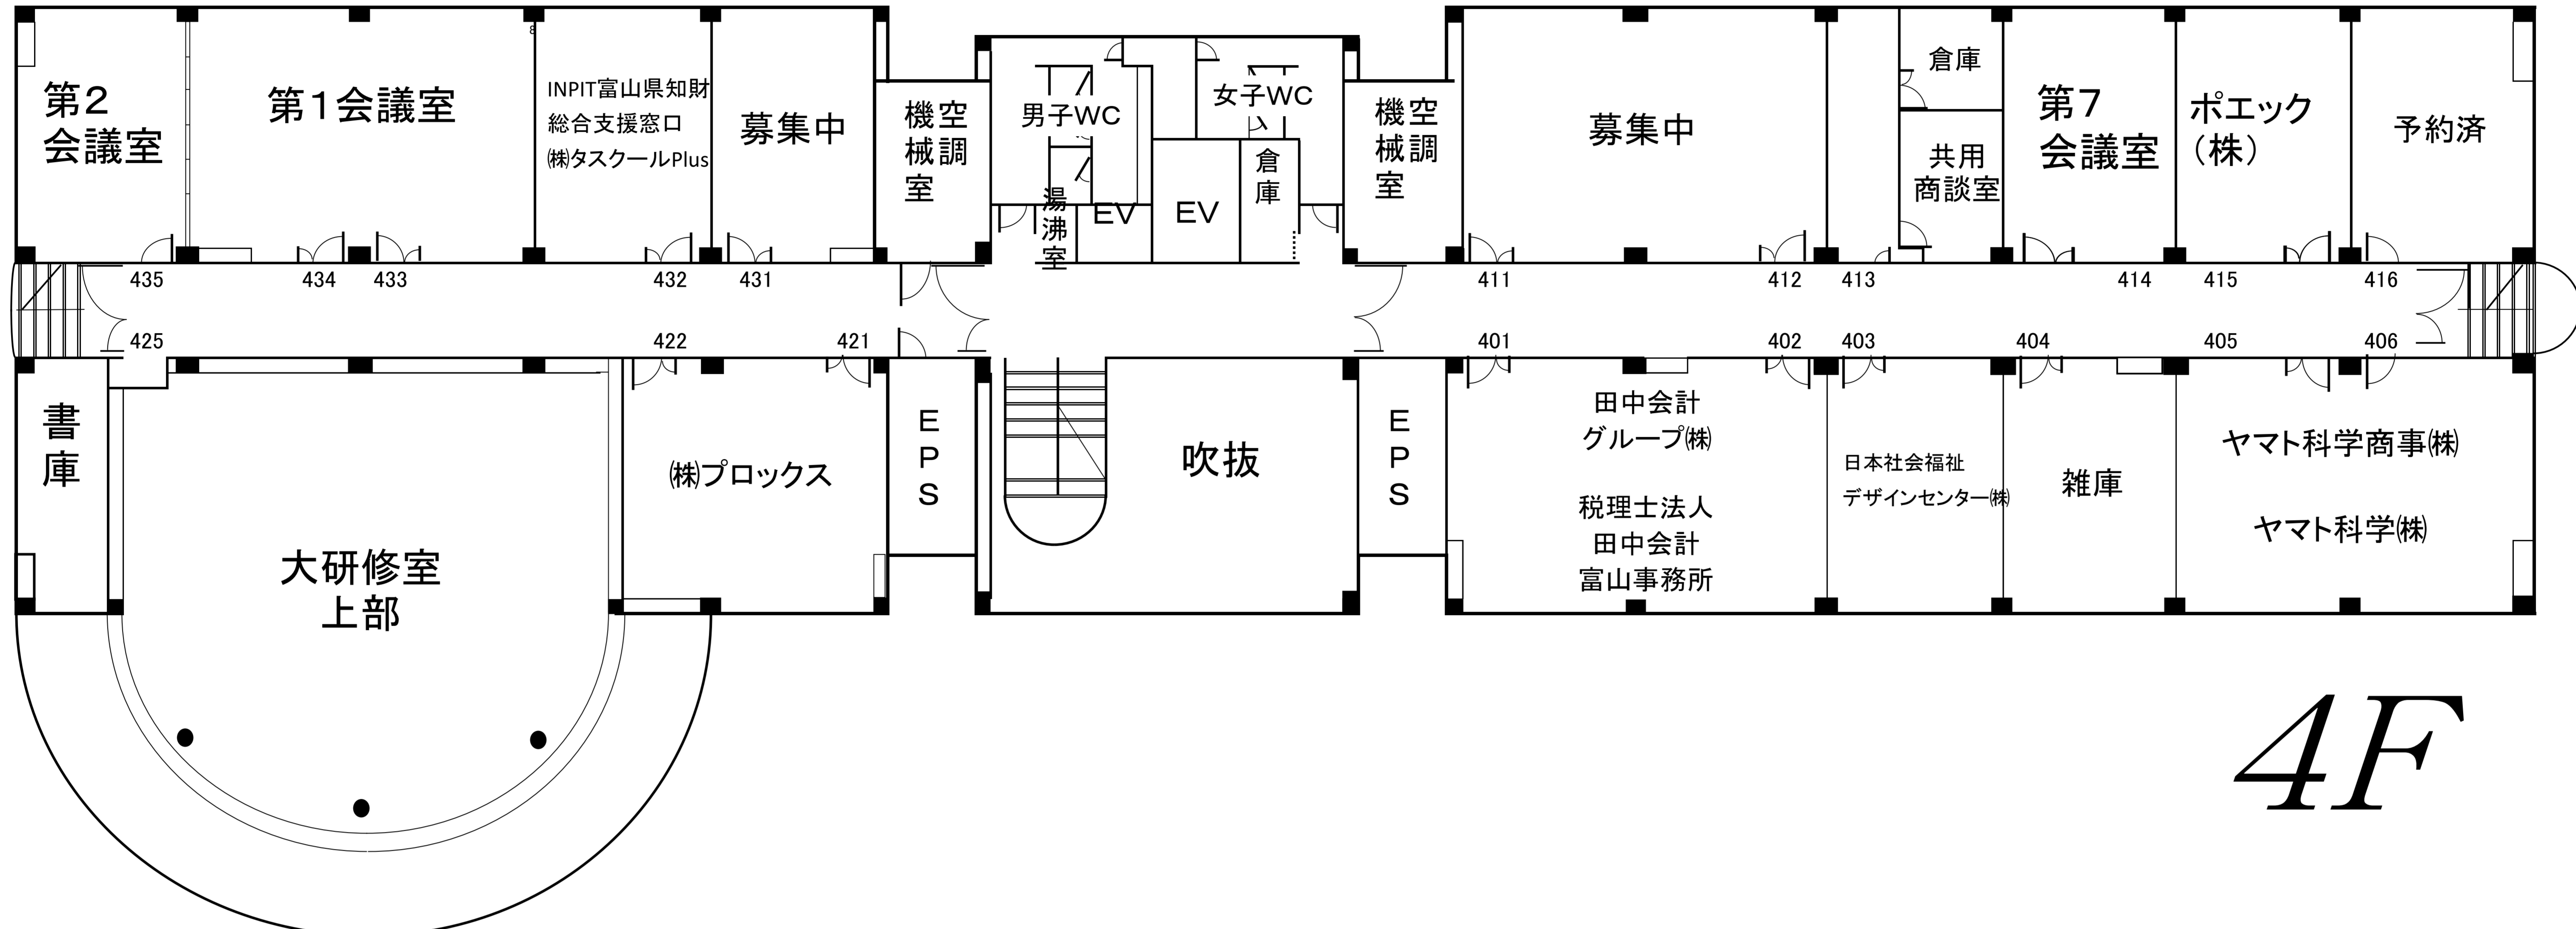 第2
会議室
第1会議室
8
INPIT富山県知財
総合支援窓口
㈱タスクールPlus
募集中
空調
機械室
男子WC
女子WC
湯沸室
EV
EV
倉庫
空調
機械室
募集中
倉庫
共用
商談室
第7
会議室
ポエック
(株)
予約済
435
434
433
432
431
411
412
413
414
415
416
425
422
421
401
402
403
404
405
406
書庫
大研修室
上部
㈱プロックス
EPS
吹抜
EPS
田中会計
グループ㈱
税理士法人
田中会計
富山事務所
日本社会福祉
デザインセンター㈱
雑庫
ヤマト科学商事㈱
ヤマト科学㈱
4F